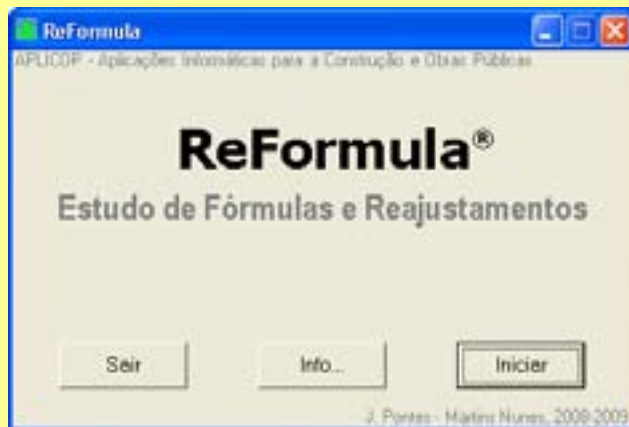 ReFormula
APLICOP - Aplicações Informáticas para a Construção e Obras Públicas
ReFormula®
Estudo de Fórmulas e Reajustamentos
Sair Info... Iniciar
J. Pontes - Martins Nunes, 2008-2009